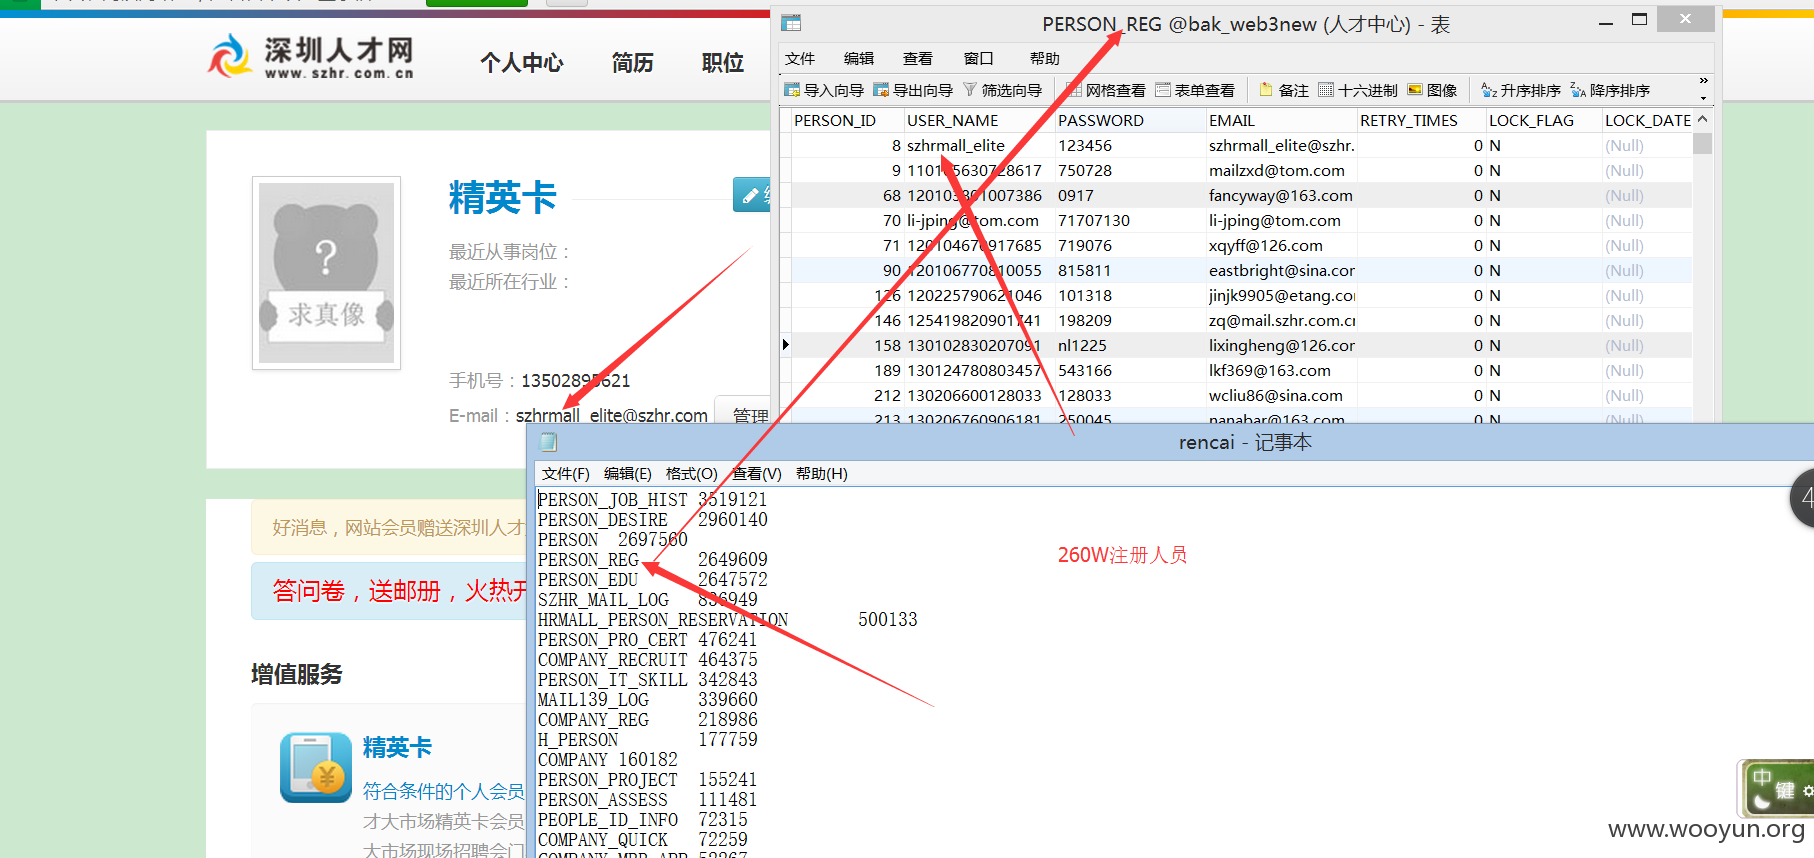 深圳人才网
www.szhr.com.cn
个人中心 简历 职位
精英卡
最近从事岗位：
最近所在行业：
?
求真像
手机号：13502895621
E-mail：szhrmall_elite@szhr.com 管理
好消息，网站会员赠送深圳人才
答问卷，送邮册，火热开
增值服务
精英卡
符合条件的个人会员
才大市场精英卡会员
大市场现场招聘会门
PERSON_REG @bak_web3new (人才中心) - 表
文件 编辑 查看 窗口 帮助
导入向导 导出向导 筛选向导 网格查看 表单查看 备注 十六进制 图像 升序排序 降序排序
PERSON_ID USER_NAME PASSWORD EMAIL RETRY_TIMES LOCK_FLAG LOCK_DATE
8 szhrmall_elite 123456 szhrmall_elite@szhr. 0 N (Null)
9 110105630728617 750728 mailzxd@tom.com 0 N (Null)
68 120103801007386 0917 fancyway@163.com 0 N (Null)
70 li-jping@tom.com 71707130 li-jping@tom.com 0 N (Null)
71 120104670917685 719076 xqyff@126.com 0 N (Null)
90 120106770810055 815811 eastbright@sina.cor 0 N (Null)
126 120225790621046 101318 jinjk9905@etang.co 0 N (Null)
146 125419820901741 198209 zq@mail.szhr.com.c 0 N (Null)
158 130102830207091 nl1225 lixingheng@126.co 0 N (Null)
189 130124780803457 543166 lkf369@163.com 0 N (Null)
212 130206600128033 128033 wcliu86@sina.com 0 N (Null)
213 130206760906181 250045 nanabar@163.com 0 N (Null)
rencai - 记事本
文件(F) 编辑(E) 格式(O) 查看(V) 帮助(H)
PERSON_JOB_HIST 3519121
PERSON_DESIRE 2960140
PERSON 2697560
PERSON_REG 2649609
PERSON_EDU 2647572
SZHR_MAIL_LOG 836949
HRMALL_PERSON_RESERVATION 500133
PERSON_PRO_CERT 476241
COMPANY_RECRUIT 464375
PERSON_IT_SKILL 342843
MAIL139_LOG 339660
COMPANY_REG 218986
H_PERSON 177759
COMPANY 160182
PERSON_PROJECT 155241
PERSON_ASSESS 111481
PEOPLE_ID_INFO 72315
COMPANY_QUICK 72259
260W注册人员
4
中
键
www.wooyun.org